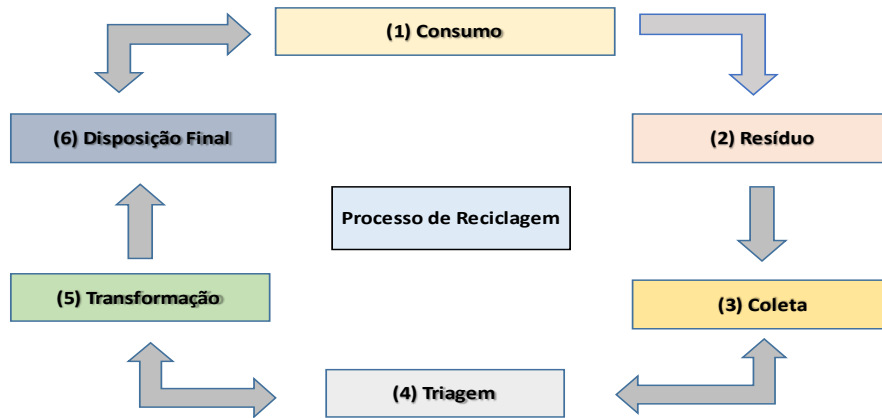 (1) Consumo
(2) Resíduo
(3) Coleta
(4) Triagem
(5) Transformação
(6) Disposição Final
Processo de Reciclagem